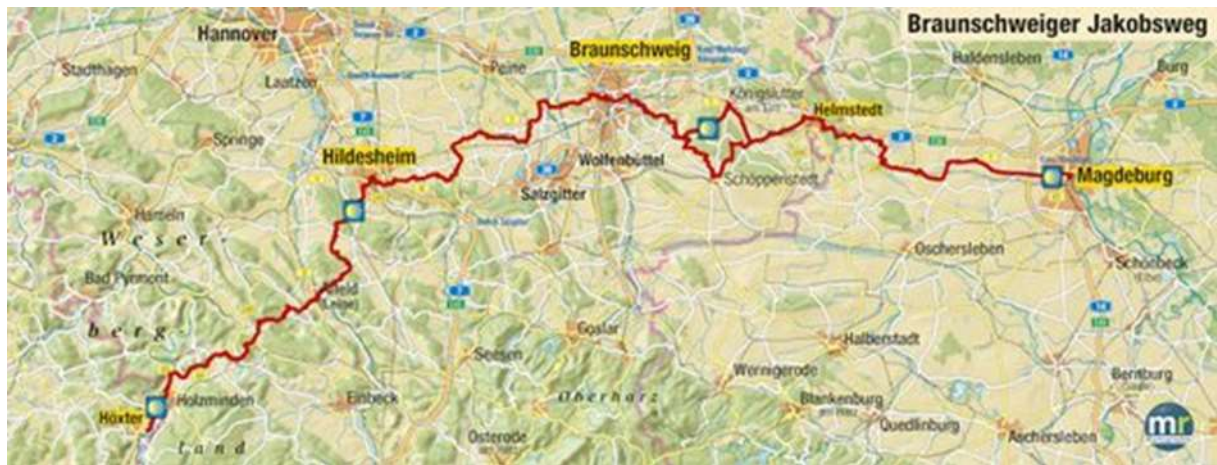 Braunschweiger Jakobsweg
Hannover
Stadthagen
Laatzen
Peine
Braunschweig
Haldensleben
Burg
Königslutter
Helmstedt
Springe
Hildesheim
Wolfenbüttel
Salzgitter
Schöppenstedt
Magdeburg
Hameln
Weser-
Oschersleben
Schönebeck
Bad Pyrmont
berg-
(Leine)
Goslar
Halberstadt
Seesen
Wernigerode
Bernburg
Höxter
Holzminden
Einbeck
Oberharz
Blankenburg
Quedlinburg
land
Osterode
Aschersleben
mr